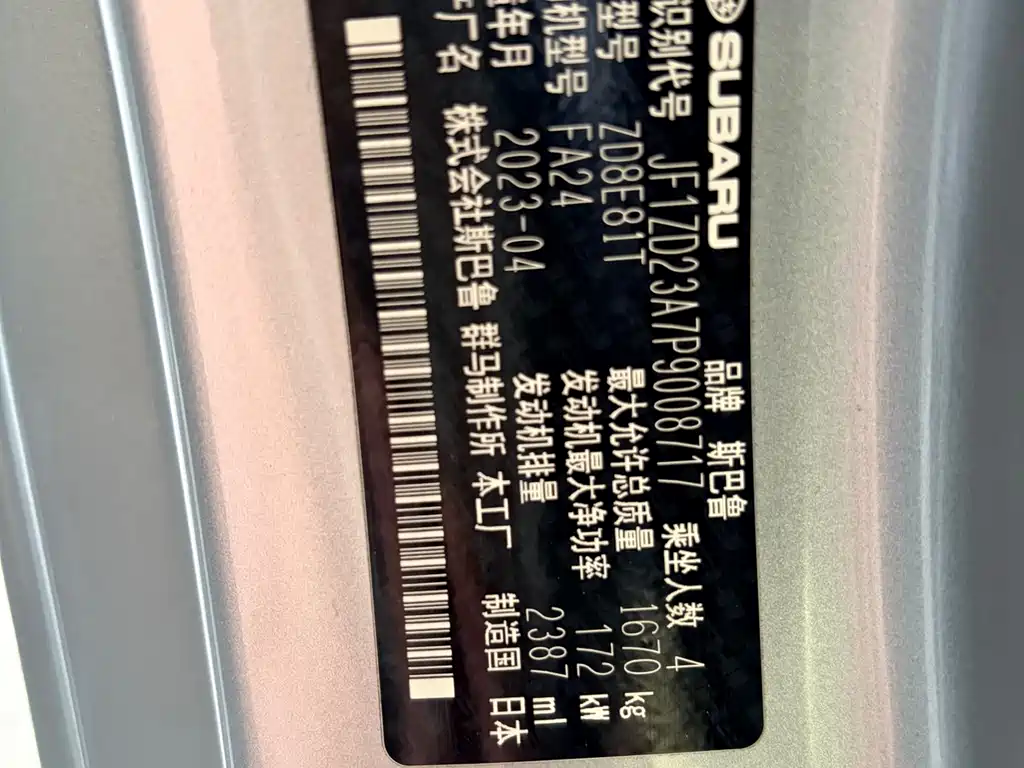 SUBARU 品牌 斯巴鲁
识别代号 JF1ZD23A7P9008717 乘坐人数 4
型号 ZD8E81T 最大允许总质量 1670 kg
机型号 FA24 发动机最大净功率 172 kW
年月 2023-04 发动机排量 2387 ml
厂名 株式会社斯巴鲁 群马制作所 本工厂 制造国 日本